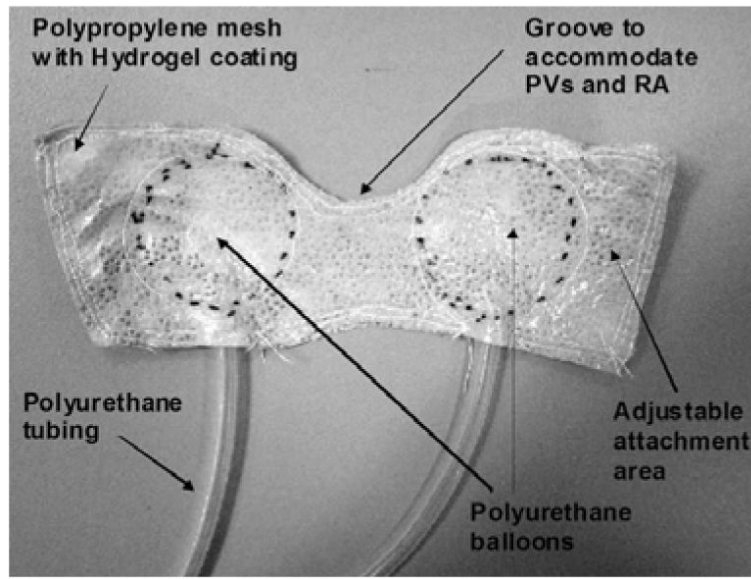 Polypropylene mesh
with Hydrogel coating
Groove to
accommodate
PVs and RA
Polyurethane
tubing
Adjustable
attachment
area
Polyurethane
balloons